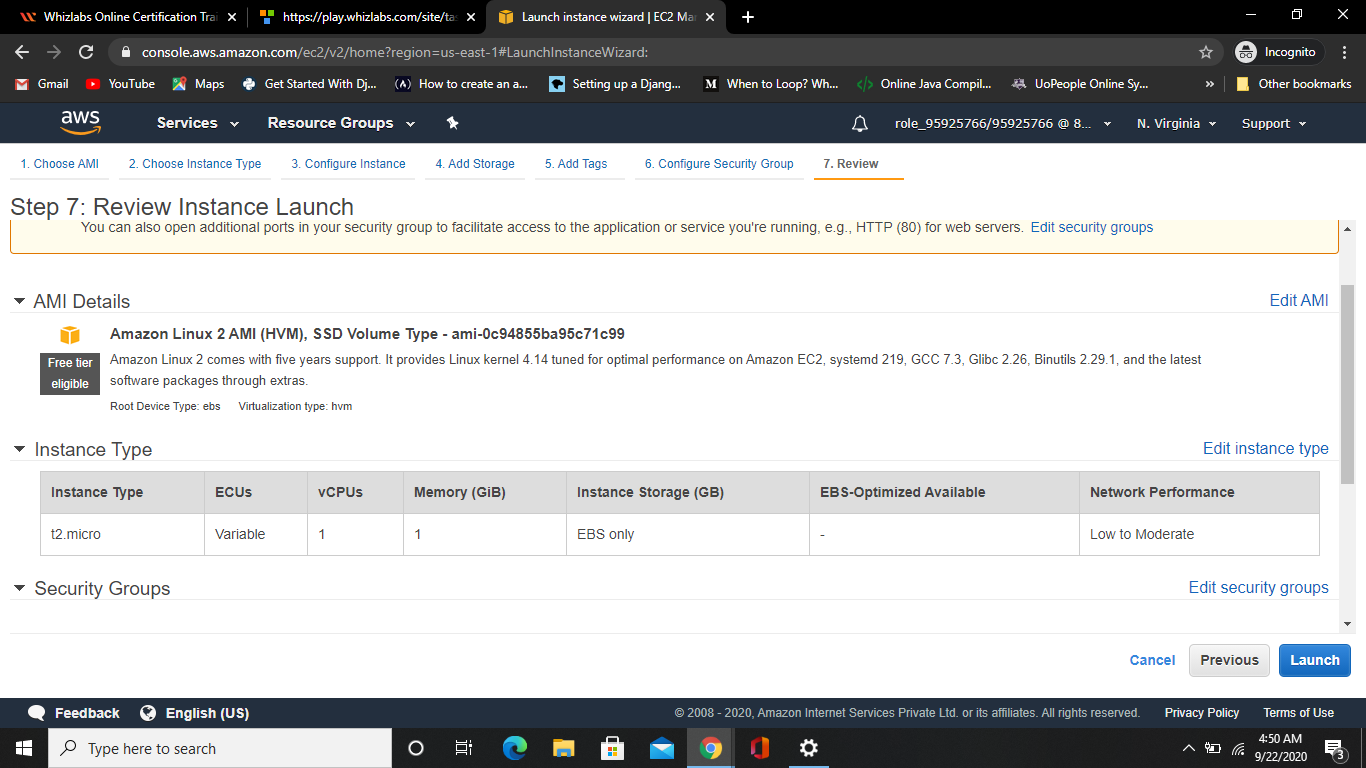 Whizlabs Online Certification Trai
https://play.whizlabs.com/site/tas
Launch instance wizard | EC2 Man
console.aws.amazon.com/ec2/v2/home?region=us-east-1#LaunchInstanceWizard:
Incognito
Gmail YouTube Maps Get Started With Dj... How to create an a... Setting up a Djang... When to Loop? Wh... Online Java Compil... UoPeople Online Sy... » Other bookmarks
aws Services Resource Groups role_95925766/95925766 @ 8... N. Virginia Support
1. Choose AMI 2. Choose Instance Type 3. Configure Instance 4. Add Storage 5. Add Tags 6. Configure Security Group 7. Review
Step 7: Review Instance Launch
You can also open additional ports in your security group to facilitate access to the application or service you're running, e.g., HTTP (80) for web servers. Edit security groups
AMI Details Edit AMI
Amazon Linux 2 AMI (HVM), SSD Volume Type - ami-0c94855ba95c71c99
Free tier
eligible
Amazon Linux 2 comes with five years support. It provides Linux kernel 4.14 tuned for optimal performance on Amazon EC2, systemd 219, GCC 7.3, Glibc 2.26, Binutils 2.29.1, and the latest
software packages through extras.
Root Device Type: ebs Virtualization type: hvm
Instance Type Edit instance type
Instance Type ECUs vCPUs Memory (GiB) Instance Storage (GB) EBS-Optimized Available Network Performance
t2.micro Variable 1 1 EBS only - Low to Moderate
Security Groups Edit security groups
Cancel Previous Launch
Feedback English (US) © 2008 - 2020, Amazon Internet Services Private Ltd. or its affiliates. All rights reserved. Privacy Policy Terms of Use
Type here to search
4:50 AM
9/22/2020
3